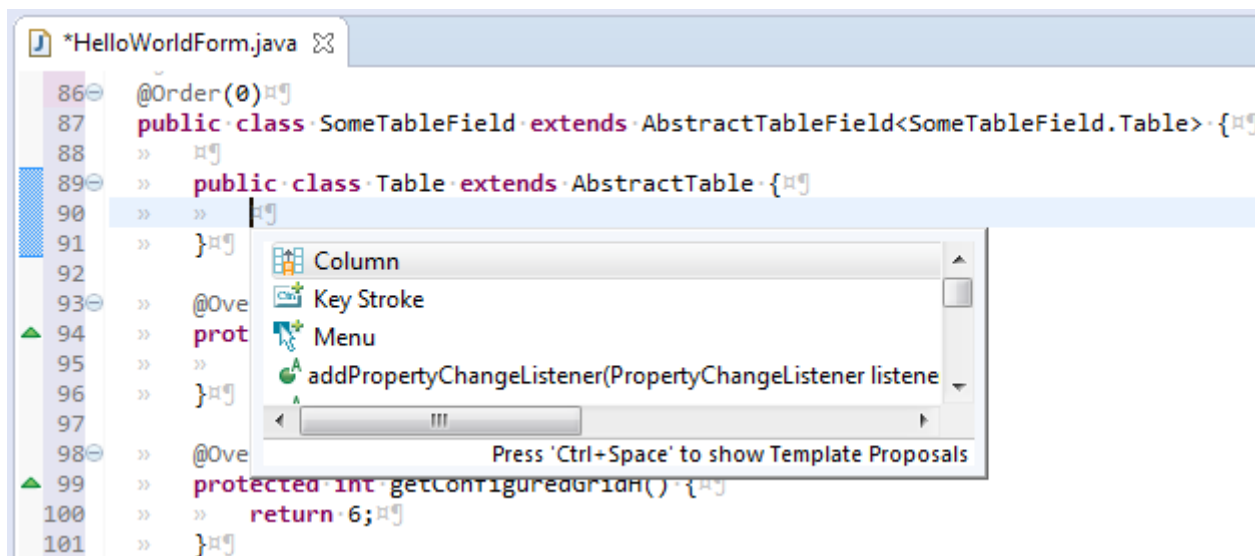 *HelloWorldForm.java
86 @Order(0)
87 public class SomeTableField extends AbstractTableField<SomeTableField.Table> {
88
89 public class Table extends AbstractTable {
90
91 }
92
93 @Ove
94 prot
95
96 }
97
98 @Ove
99 protected int getConfiguredGridH() {
100 return 6;
101 }
Column
Key Stroke
Menu
addPropertyChangeListener(PropertyChangeListener listene
Press 'Ctrl+Space' to show Template Proposals